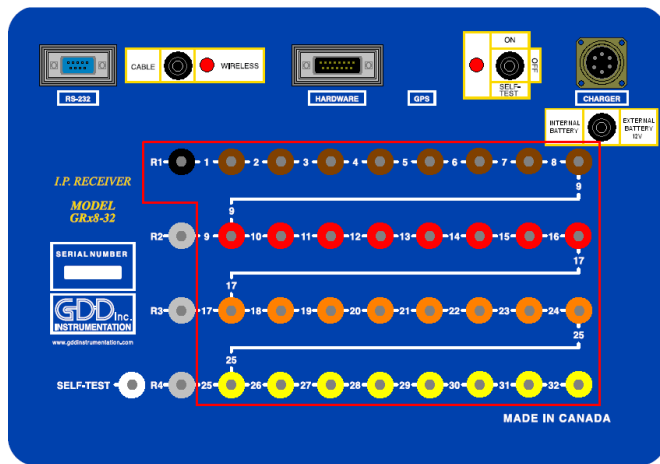 ON
CABLE WIRELESS OFF
SELF-
TEST
RS-232 HARDWARE GPS CHARGER
INTERNAL
BATTERY
EXTERNAL
BATTERY
12V
R1 1 2 3 4 5 6 7 8
9
I.P. RECEIVER
MODEL
GRx8-32
9
R2 9 10 11 12 13 14 15 16
17
SERIAL NUMBER
17
GDD Inc.
INSTRUMENTATION
R3 17 18 19 20 21 22 23 24
25
www.gddinstrumentation.com
25
SELF-TEST R4 25 26 27 28 29 30 31 32
MADE IN CANADA